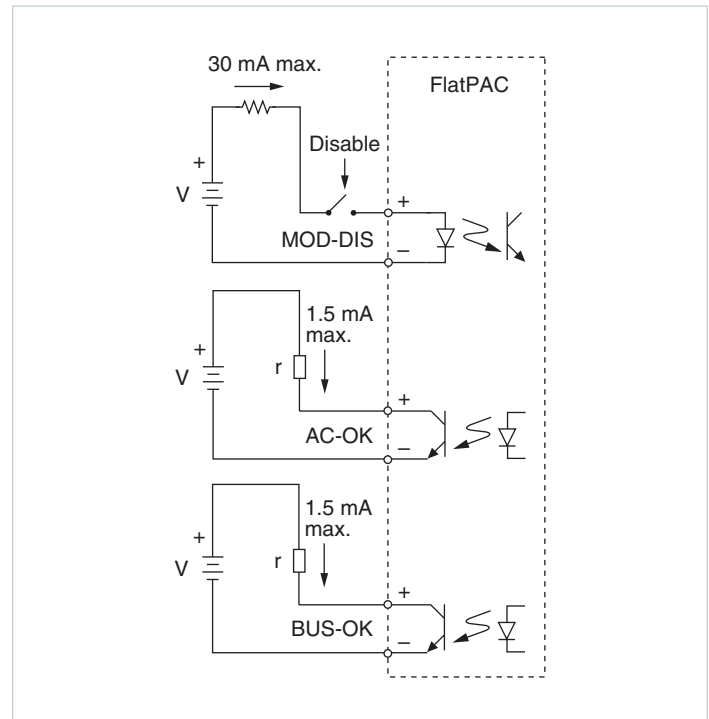 30 mA max.
FlatPAC
Disable
+
V
+
MOD-DIS
–
1.5 mA
max.
+
V
r
+
AC-OK
–
1.5 mA
max.
+
V
r
+
BUS-OK
–